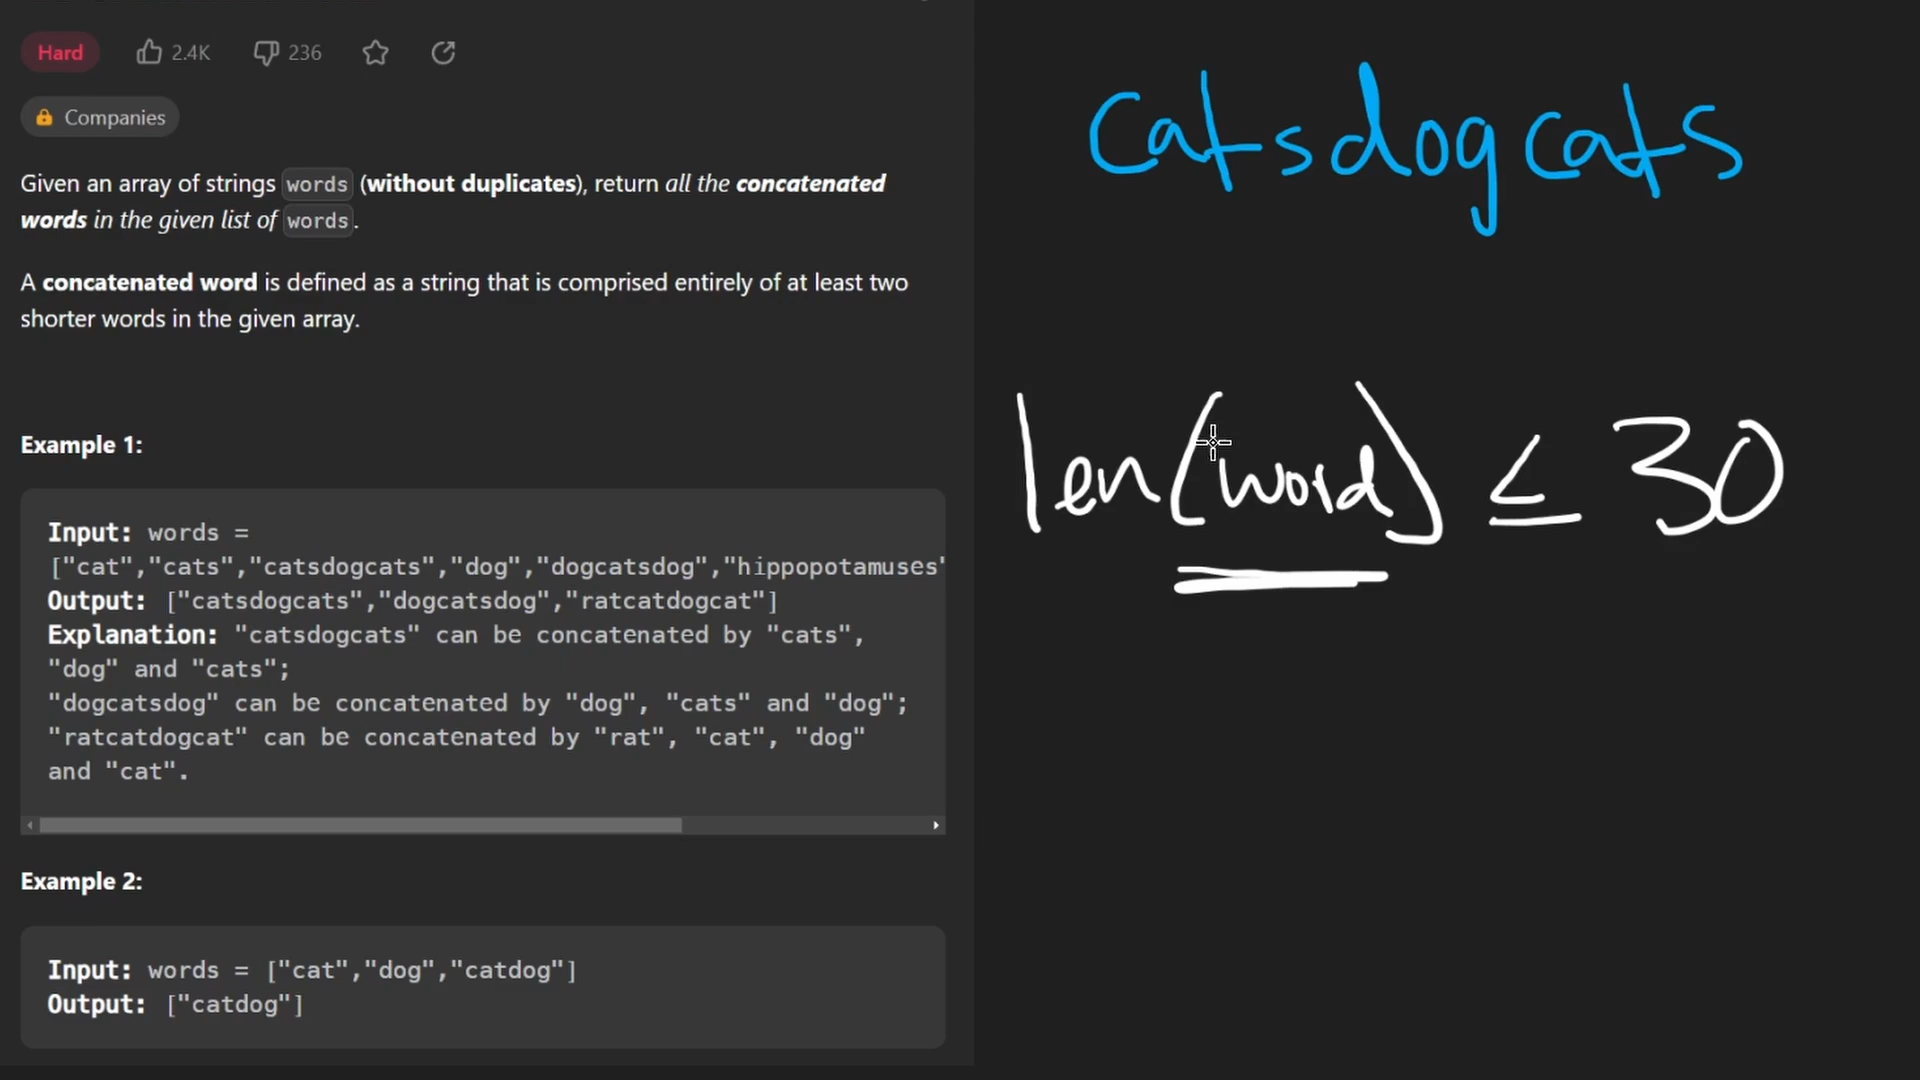 Hard 2.4K 236
Companies
Given an array of strings words (without duplicates), return all the concatenated
words in the given list of words.
A concatenated word is defined as a string that is comprised entirely of at least two
shorter words in the given array.
Example 1:
Input: words =
["cat","cats","catsdogcats","dog","dogcatsdog","hippopotamuses"
Output: ["catsdogcats","dogcatsdog","ratcatdogcat"]
Explanation: "catsdogcats" can be concatenated by "cats",
"dog" and "cats";
"dogcatsdog" can be concatenated by "dog", "cats" and "dog";
"ratcatdogcat" can be concatenated by "rat", "cat", "dog"
and "cat".
Example 2:
Input: words = ["cat","dog","catdog"]
Output: ["catdog"]
catsdogcats
len(word) ≤ 30